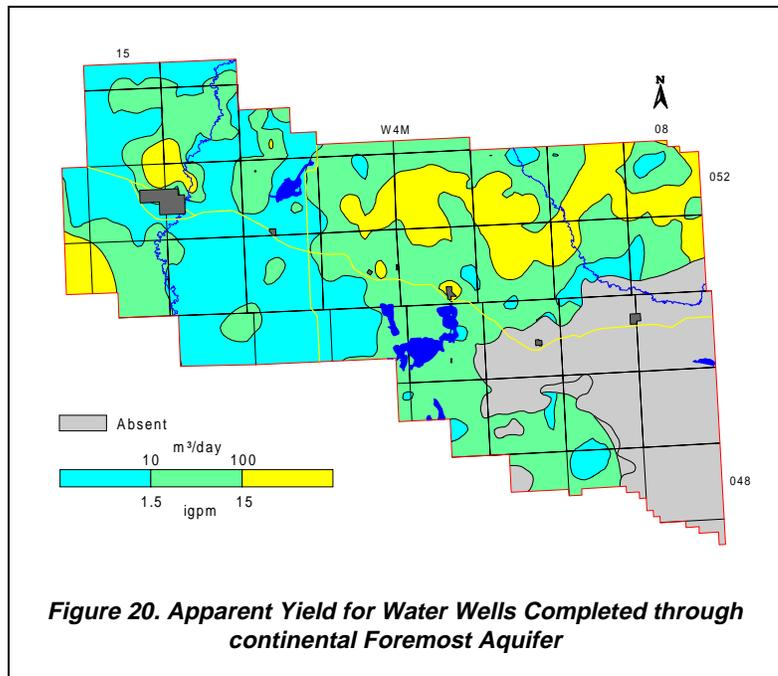 15
N
W4M
08
052
Absent
m³/day
10 100
1.5 15
igpm
048
Figure 20. Apparent Yield for Water Wells Completed through
continental Foremost Aquifer